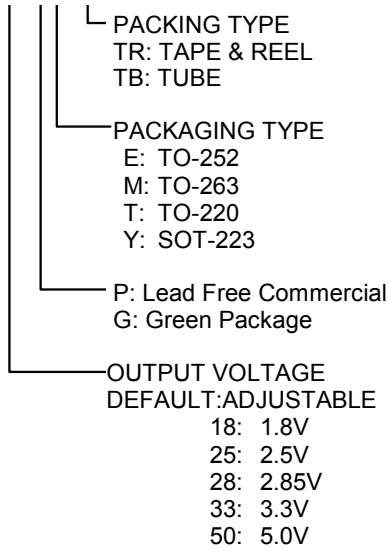 PACKING TYPE
TR: TAPE & REEL
TB: TUBE
PACKAGING TYPE
E: TO-252
M: TO-263
T: TO-220
Y: SOT-223
P: Lead Free Commercial
G: Green Package
OUTPUT VOLTAGE
DEFAULT:ADJUSTABLE
18: 1.8V
25: 2.5V
28: 2.85V
33: 3.3V
50: 5.0V